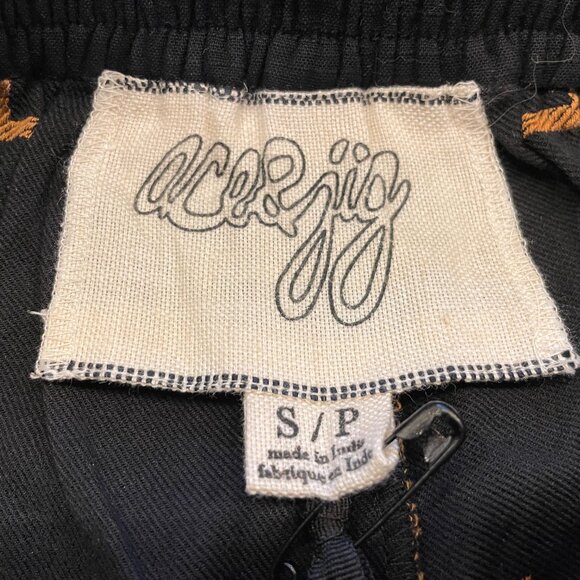 ace & jig
S / P
made in India
fabriqué en Inde